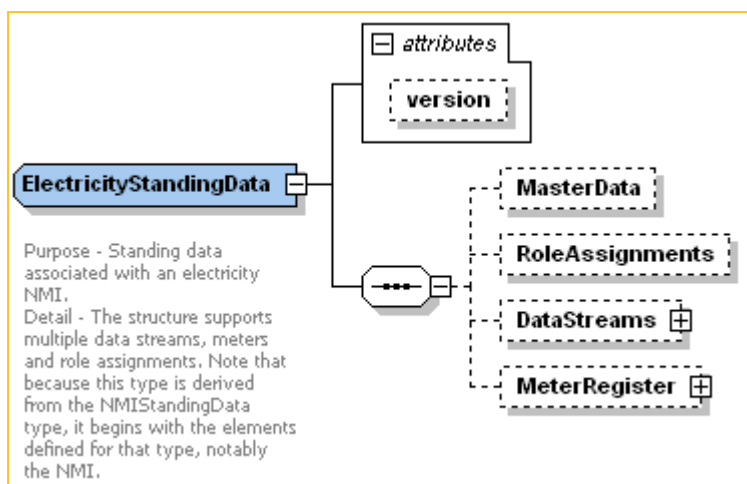 attributes
version
ElectricityStandingData
MasterData
RoleAssignments
DataStreams
MeterRegister
Purpose - Standing data
associated with an electricity
NMI.
Detail - The structure supports
multiple data streams, meters
and role assignments. Note that
because this type is derived
from the NMIStandingData
type, it begins with the elements
defined for that type, notably
the NMI.